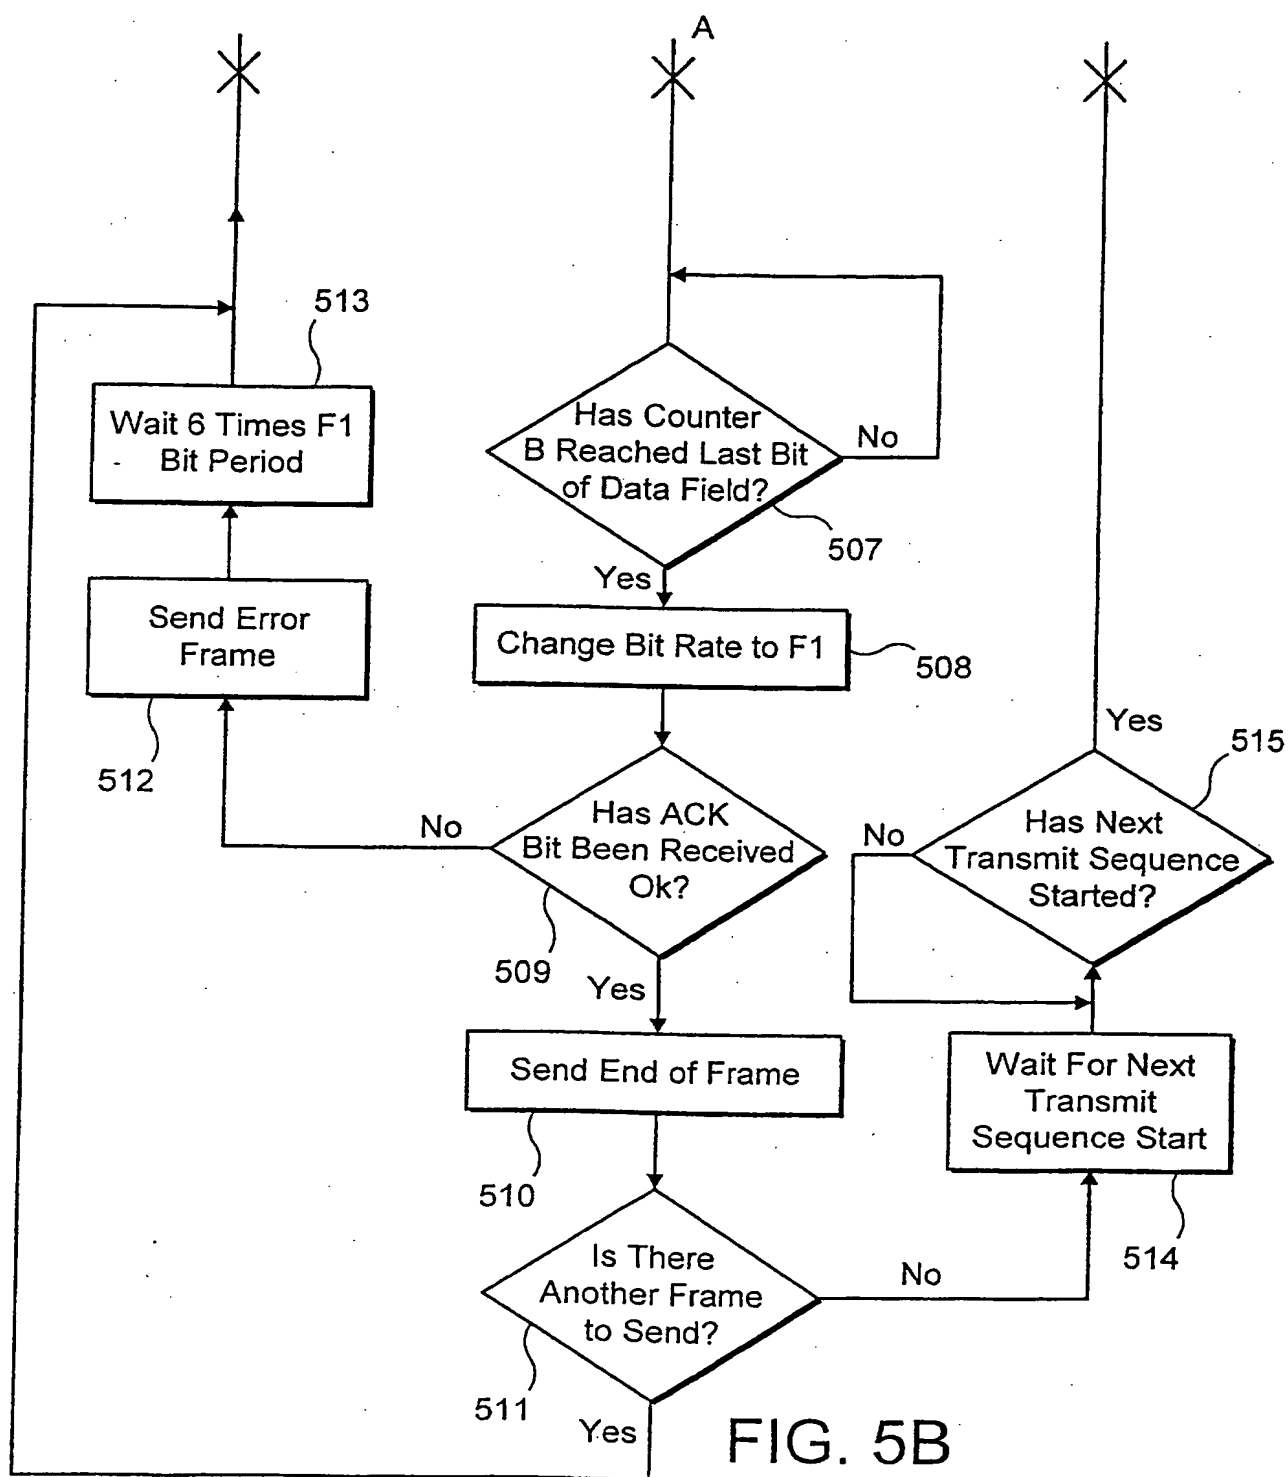 A
513
Wait 6 Times F1
Bit Period
Has Counter
B Reached Last Bit
of Data Field?
No
507
Yes
Send Error
Frame
512
Change Bit Rate to F1
508
Yes
515
Has ACK
Bit Been Received
Ok?
No
509
Yes
No
Has Next
Transmit Sequence
Started?
Send End of Frame
510
Wait For Next
Transmit
Sequence Start
514
Is There
Another Frame
to Send?
No
511
Yes
FIG. 5B